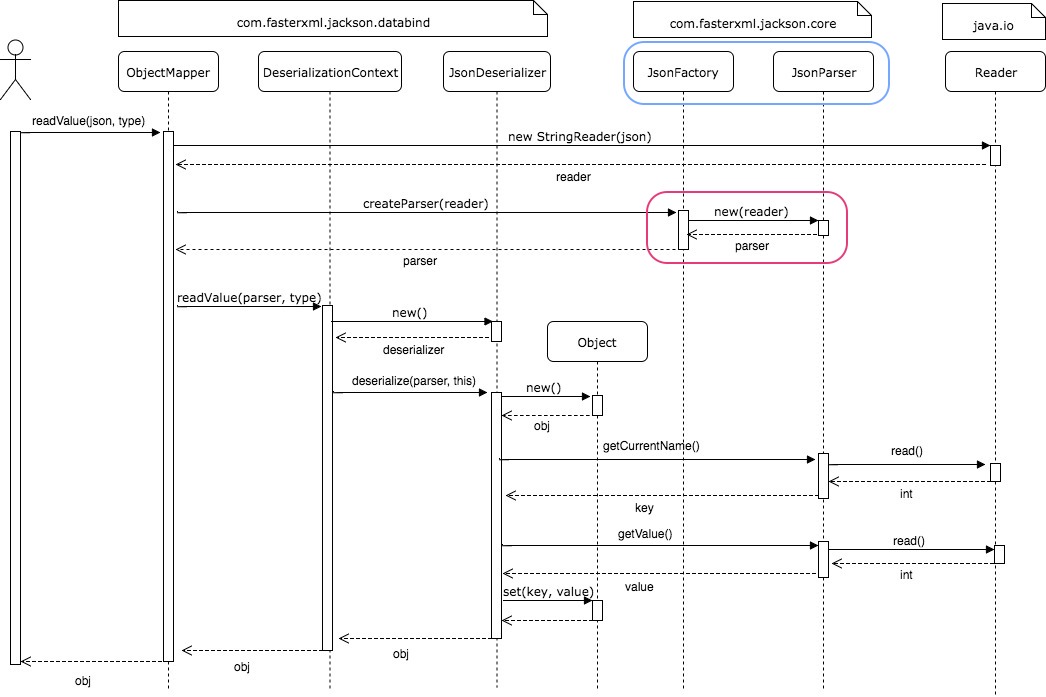 com.fasterxml.jackson.databind
com.fasterxml.jackson.core
java.io
ObjectMapper
DeserializationContext
JsonDeserializer
JsonFactory
JsonParser
Reader
readValue(json, type)
new StringReader(json)
reader
createParser(reader)
new(reader)
parser
parser
readValue(parser, type)
new()
deserializer
Object
deserialize(parser, this)
new()
obj
getCurrentName()
read()
int
key
getValue()
read()
int
value
set(key, value)
obj
obj
obj